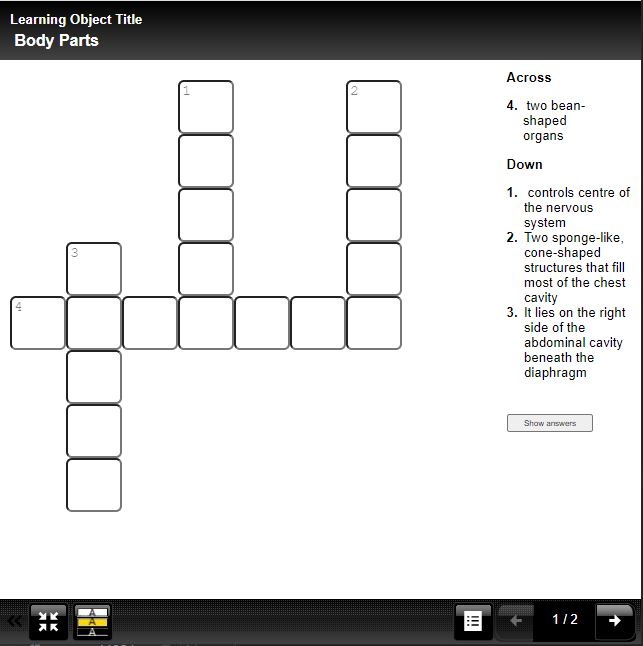 Learning Object Title
Body Parts
1
2
3
4
Across
4. two bean-
shaped
organs
Down
1. controls centre of
the nervous
system
2. Two sponge-like,
cone-shaped
structures that fill
most of the chest
cavity
3. It lies on the right
side of the
abdominal cavity
beneath the
diaphragm
Show answers
A
A
A
1 / 2